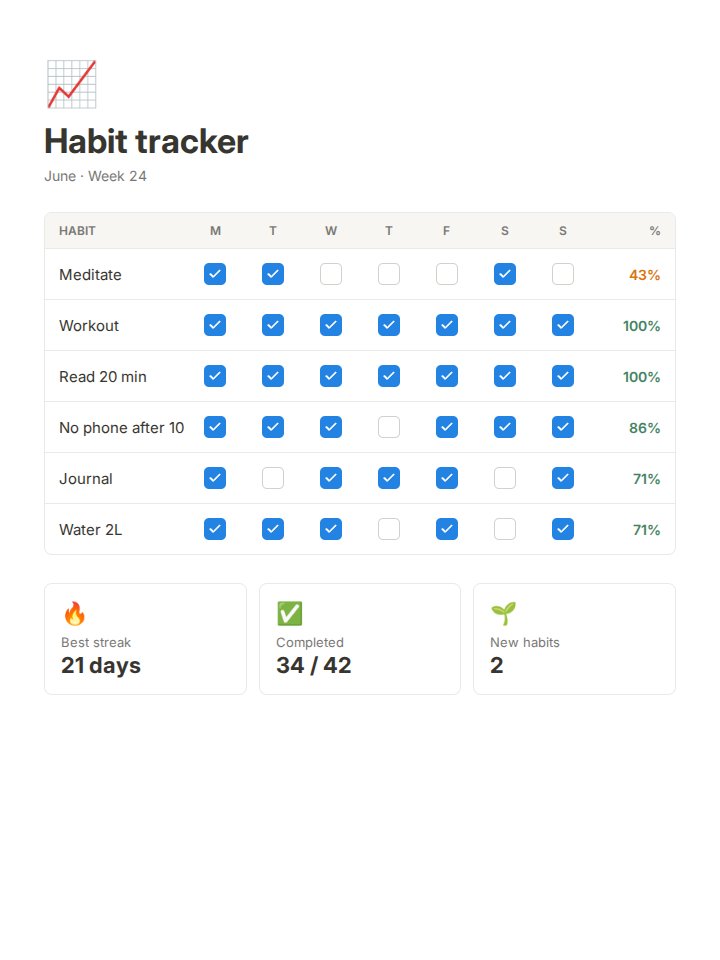 Habit tracker
June · Week 24
HABIT M T W T F S S %
Meditate 43%
Workout 100%
Read 20 min 100%
No phone after 10 86%
Journal 71%
Water 2L 71%
Best streak Completed New habits
21 days 34 / 42 2